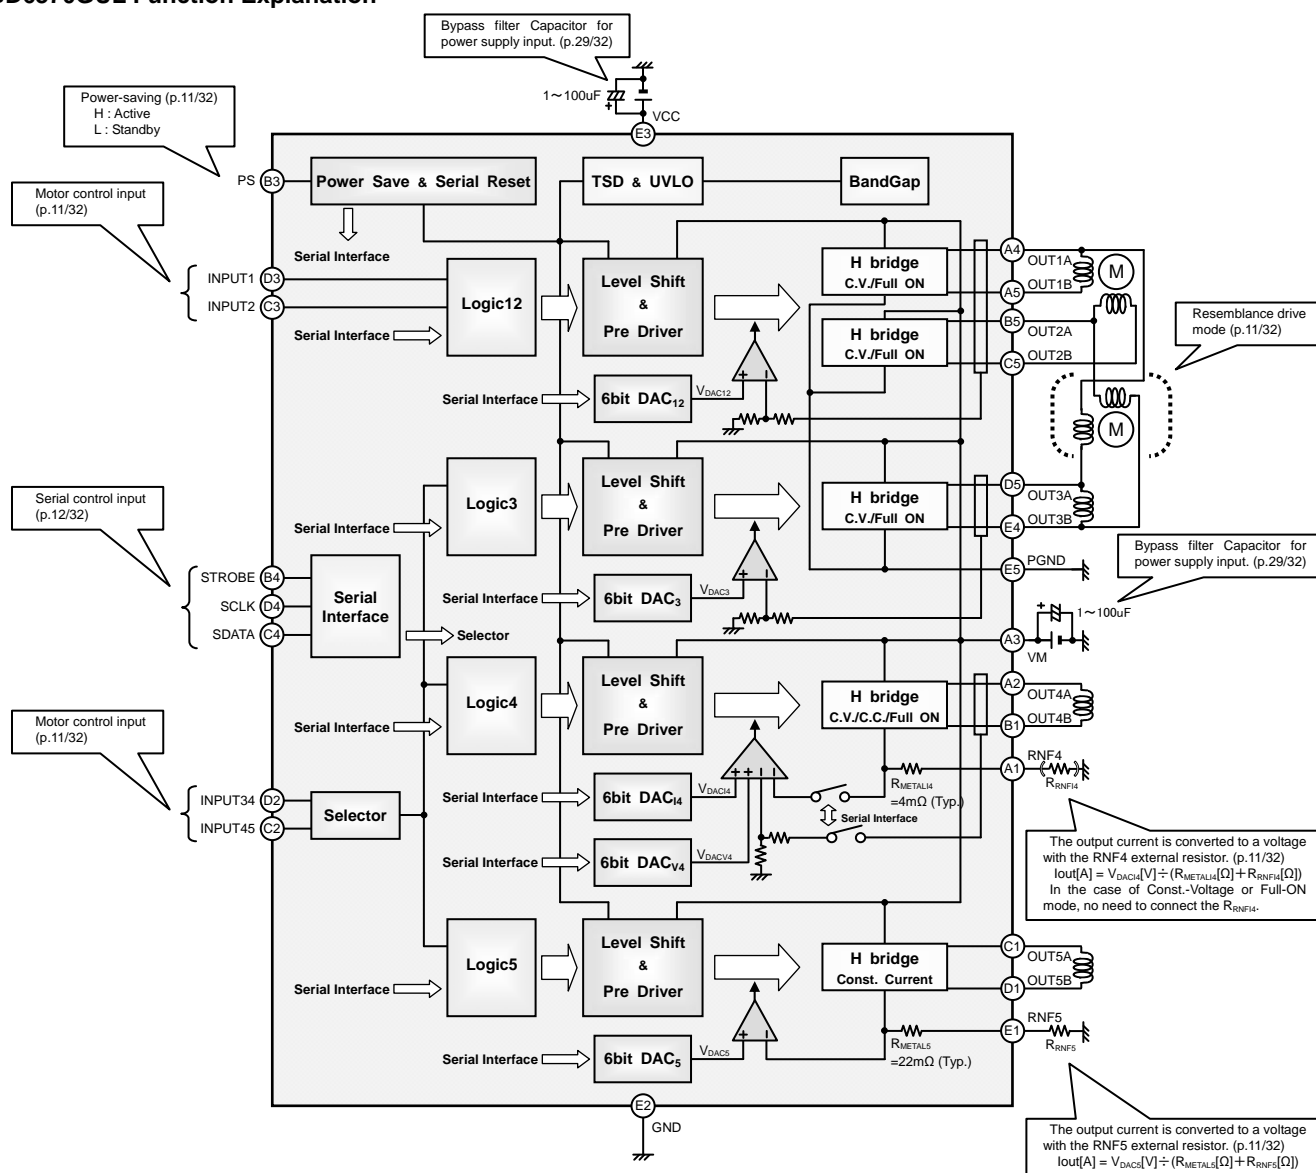 Function Explanation
Bypass filter Capacitor for
power supply input. (p.29/32)
1～100uF
+
VCC
E3
Power-saving (p.11/32)
H : Active
L : Standby
PS
B3
Power Save & Serial Reset
TSD & UVLO
BandGap
Motor control input
(p.11/32)
Serial Interface
INPUT1
D3
INPUT2
C3
Serial Interface
Logic12
Level Shift
&
Pre Driver
H bridge
C.V./Full ON
H bridge
C.V./Full ON
A4
OUT1A
A5
OUT1B
B5
OUT2A
C5
OUT2B
M
M
Resemblance drive
mode (p.11/32)
Serial Interface
6bit DAC12
VDAC12
Serial control input
(p.12/32)
Logic3
Serial Interface
Level Shift
&
Pre Driver
H bridge
C.V./Full ON
D5
OUT3A
E4
OUT3B
E5
PGND
Bypass filter Capacitor for
power supply input. (p.29/32)
STROBE
B4
SCLK
D4
SDATA
C4
Serial
Interface
Selector
Serial Interface
6bit DAC3
VDAC3
+
1～100uF
A3
VM
Motor control input
(p.11/32)
Logic4
Serial Interface
Level Shift
&
Pre Driver
H bridge
C.V./C.C./Full ON
A2
OUT4A
B1
OUT4B
A1
RNF4
RRNFI4
INPUT34
D2
INPUT45
C2
Selector
Serial Interface
6bit DACI4
VDACI4
RMETALI4
=4mΩ (Typ.)
Serial Interface
Serial Interface
6bit DACV4
VDACV4
The output current is converted to a voltage
with the RNF4 external resistor. (p.11/32)
Iout[A] = VDACI4[V]÷(RMETALI4[Ω]＋RRNFI4[Ω])
In the case of Const.-Voltage or Full-ON
mode, no need to connect the RRNFI4.
Logic5
Serial Interface
Level Shift
&
Pre Driver
H bridge
Const. Current
C1
OUT5A
D1
OUT5B
E1
RNF5
RRNF5
Serial Interface
6bit DAC5
VDAC5
RMETAL5
=22mΩ (Typ.)
E2
GND
The output current is converted to a voltage
with the RNF5 external resistor. (p.11/32)
Iout[A] = VDAC5[V]÷(RMETAL5[Ω]＋RRNF5[Ω])